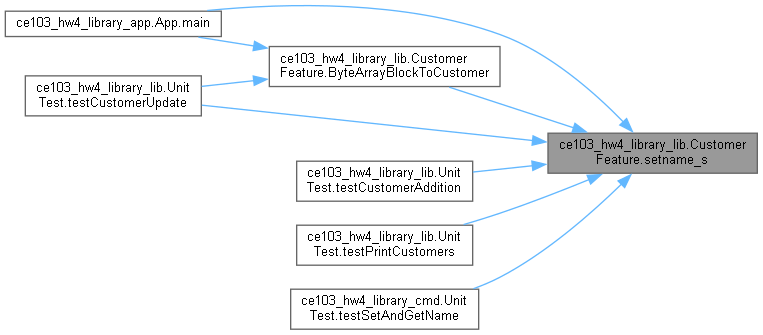 ce103_hw4_library_app.App.main
ce103_hw4_library_lib.Customer
Feature.ByteArrayBlockToCustomer
ce103_hw4_library_lib.Unit
Test.testCustomerUpdate
ce103_hw4_library_lib.Customer
Feature.setname_s
ce103_hw4_library_lib.Unit
Test.testCustomerAddition
ce103_hw4_library_lib.Unit
Test.testPrintCustomers
ce103_hw4_library_cmd.Unit
Test.testSetAndGetName